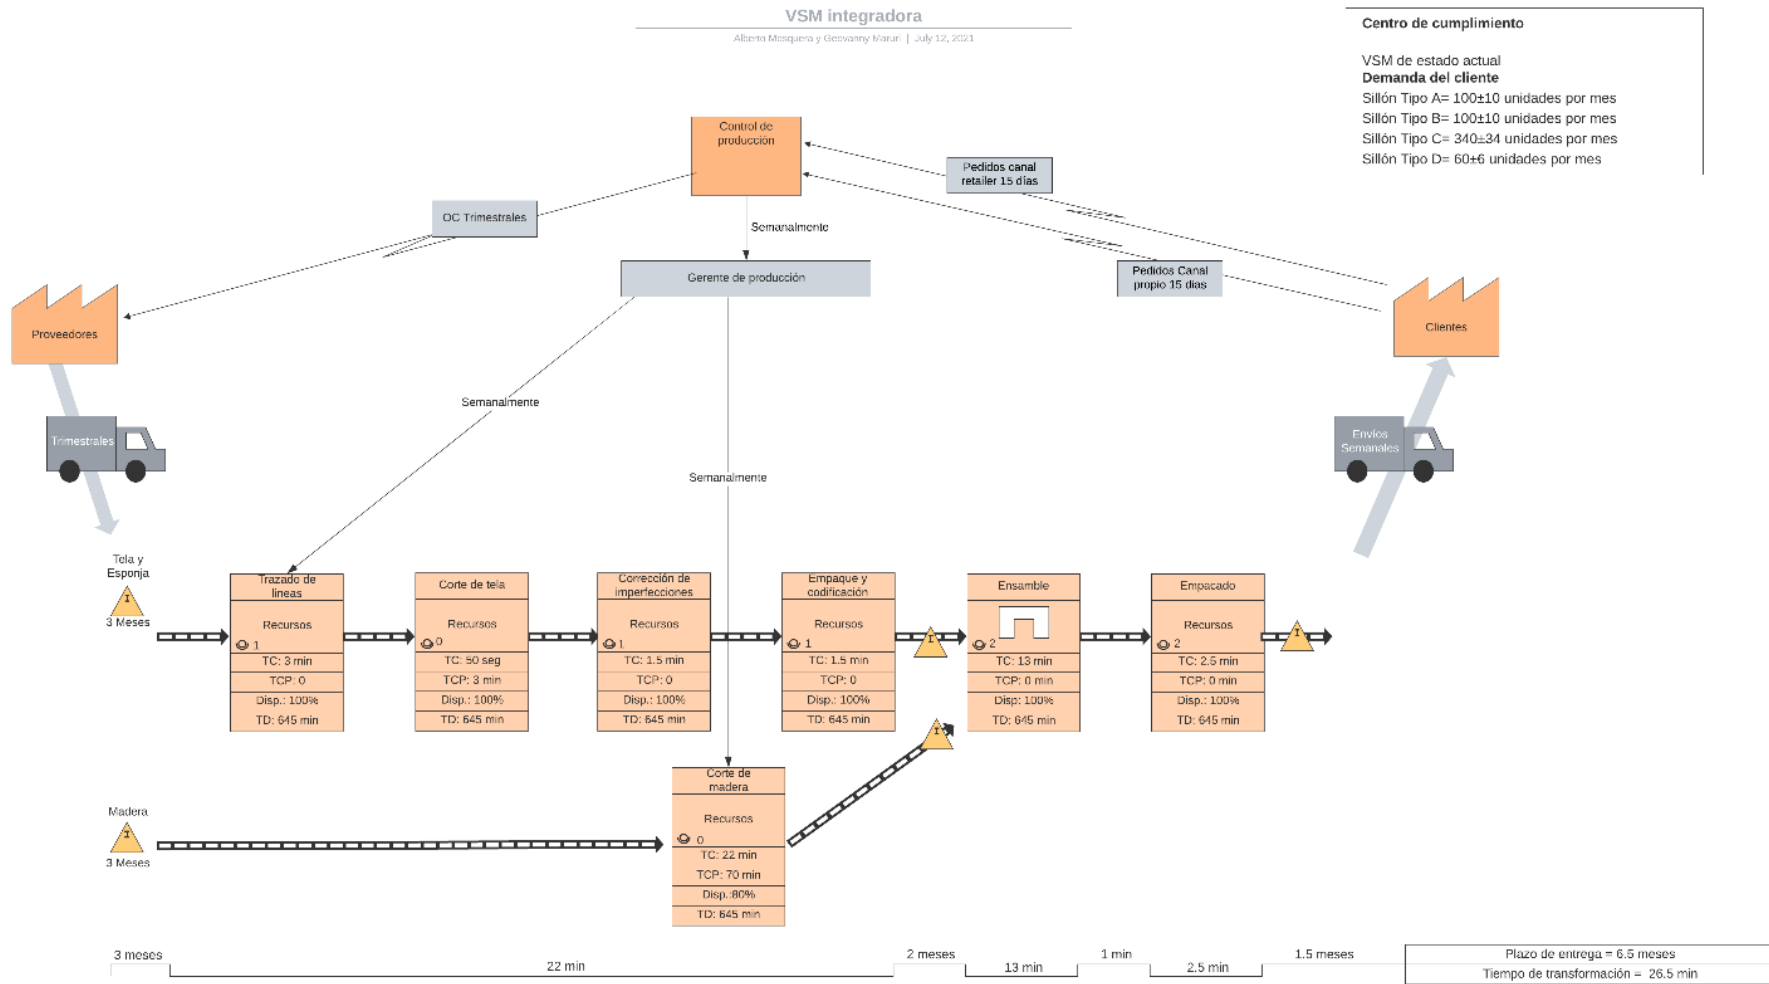 VSM integradora
Alberto Mosquera y Geovanny Maruri | July 12, 2021
Centro de cumplimiento
VSM de estado actual
Demanda del cliente
Sillón Tipo A= 100±10 unidades por mes
Sillón Tipo B= 100±10 unidades por mes
Sillón Tipo C= 340±34 unidades por mes
Sillón Tipo D= 60±6 unidades por mes
Control de
producción
Pedidos canal
retailer 15 días
OC Trimestrales
Semanalmente
Gerente de producción
Pedidos Canal
propio 15 dias
Proveedores
Clientes
Semanalmente
Trimestrales
Envíos
Semanales
Semanalmente
Tela y
Esponja
I
3 Meses
Trazado de
líneas
Recursos
1
TC: 3 min
TCP: 0
Disp.: 100%
TD: 645 min
Corte de tela
Recursos
0
TC: 50 seg
TCP: 3 min
Disp.: 100%
TD: 645 min
Corrección de
imperfecciones
Recursos
1
TC: 1.5 min
TCP: 0
Disp.: 100%
TD: 645 min
Empaque y
codificación
Recursos
1
TC: 1.5 min
TCP: 0
Disp.: 100%
TD: 645 min
I
Ensamble
2
TC: 13 min
TCP: 0 min
Disp: 100%
TD: 645 min
Empacado
Recursos
2
TC: 2.5 min
TCP: 0 min
Disp.: 100%
TD: 645 min
I
I
Madera
I
3 Meses
Corte de
madera
Recursos
0
TC: 22 min
TCP: 70 min
Disp.:80%
TD: 645 min
3 meses
22 min
2 meses
13 min
1 min
2.5 min
1.5 meses
Plazo de entrega = 6.5 meses
Tiempo de transformación = 26.5 min